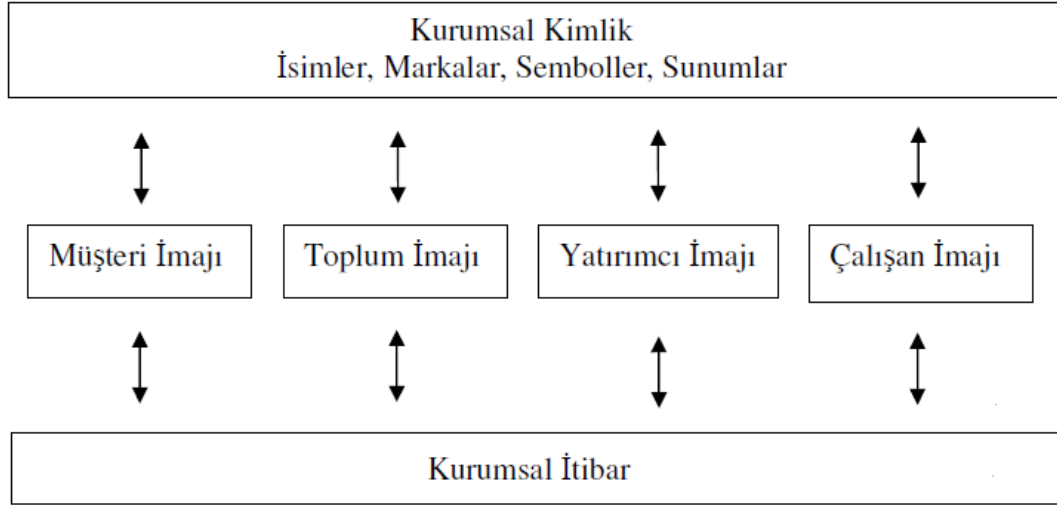 Kurumsal Kimlik
İsimler, Markalar, Semboller, Sunumlar
Müşteri İmajı
Toplum İmajı
Yatırımcı İmajı
Çalışan İmajı
Kurumsal İtibar